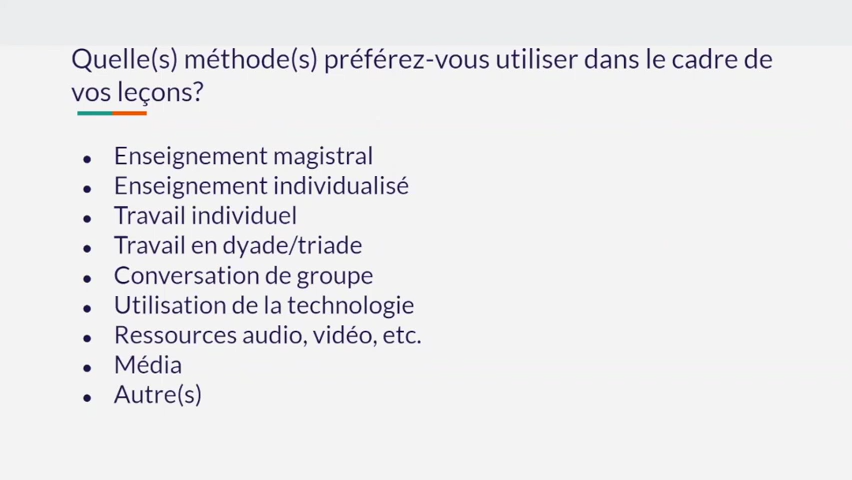 Quelle(s) méthode(s) préférez-vous utiliser dans le cadre de
vos leçons?
• Enseignement magistral
• Enseignement individualisé
• Travail individuel
• Travail en dyade/triade
• Conversation de groupe
• Utilisation de la technologie
• Ressources audio, vidéo, etc.
• Média
• Autre(s)